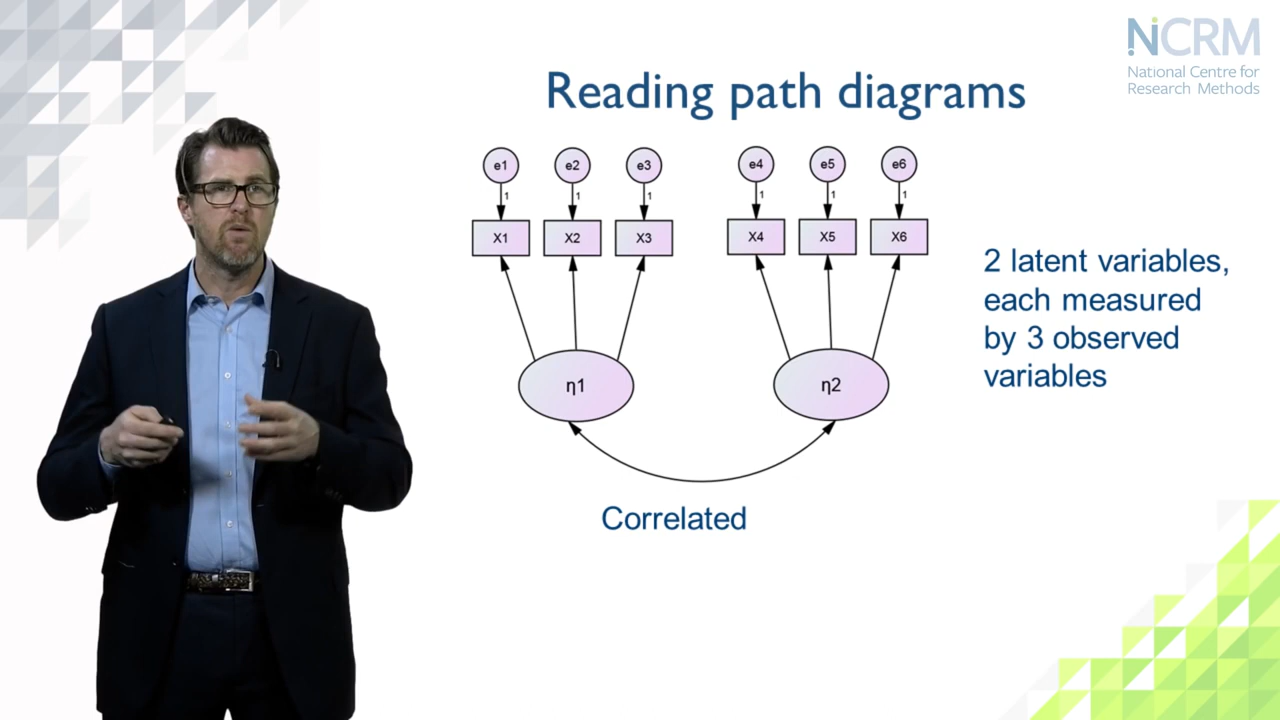 NCRM
National Centre for
Research Methods
Reading path diagrams
e1 e2 e3 e4 e5 e6
1 1 1 1 1 1
X1 X2 X3 X4 X5 X6
2 latent variables,
each measured
by 3 observed
variables
η1 η2
Correlated